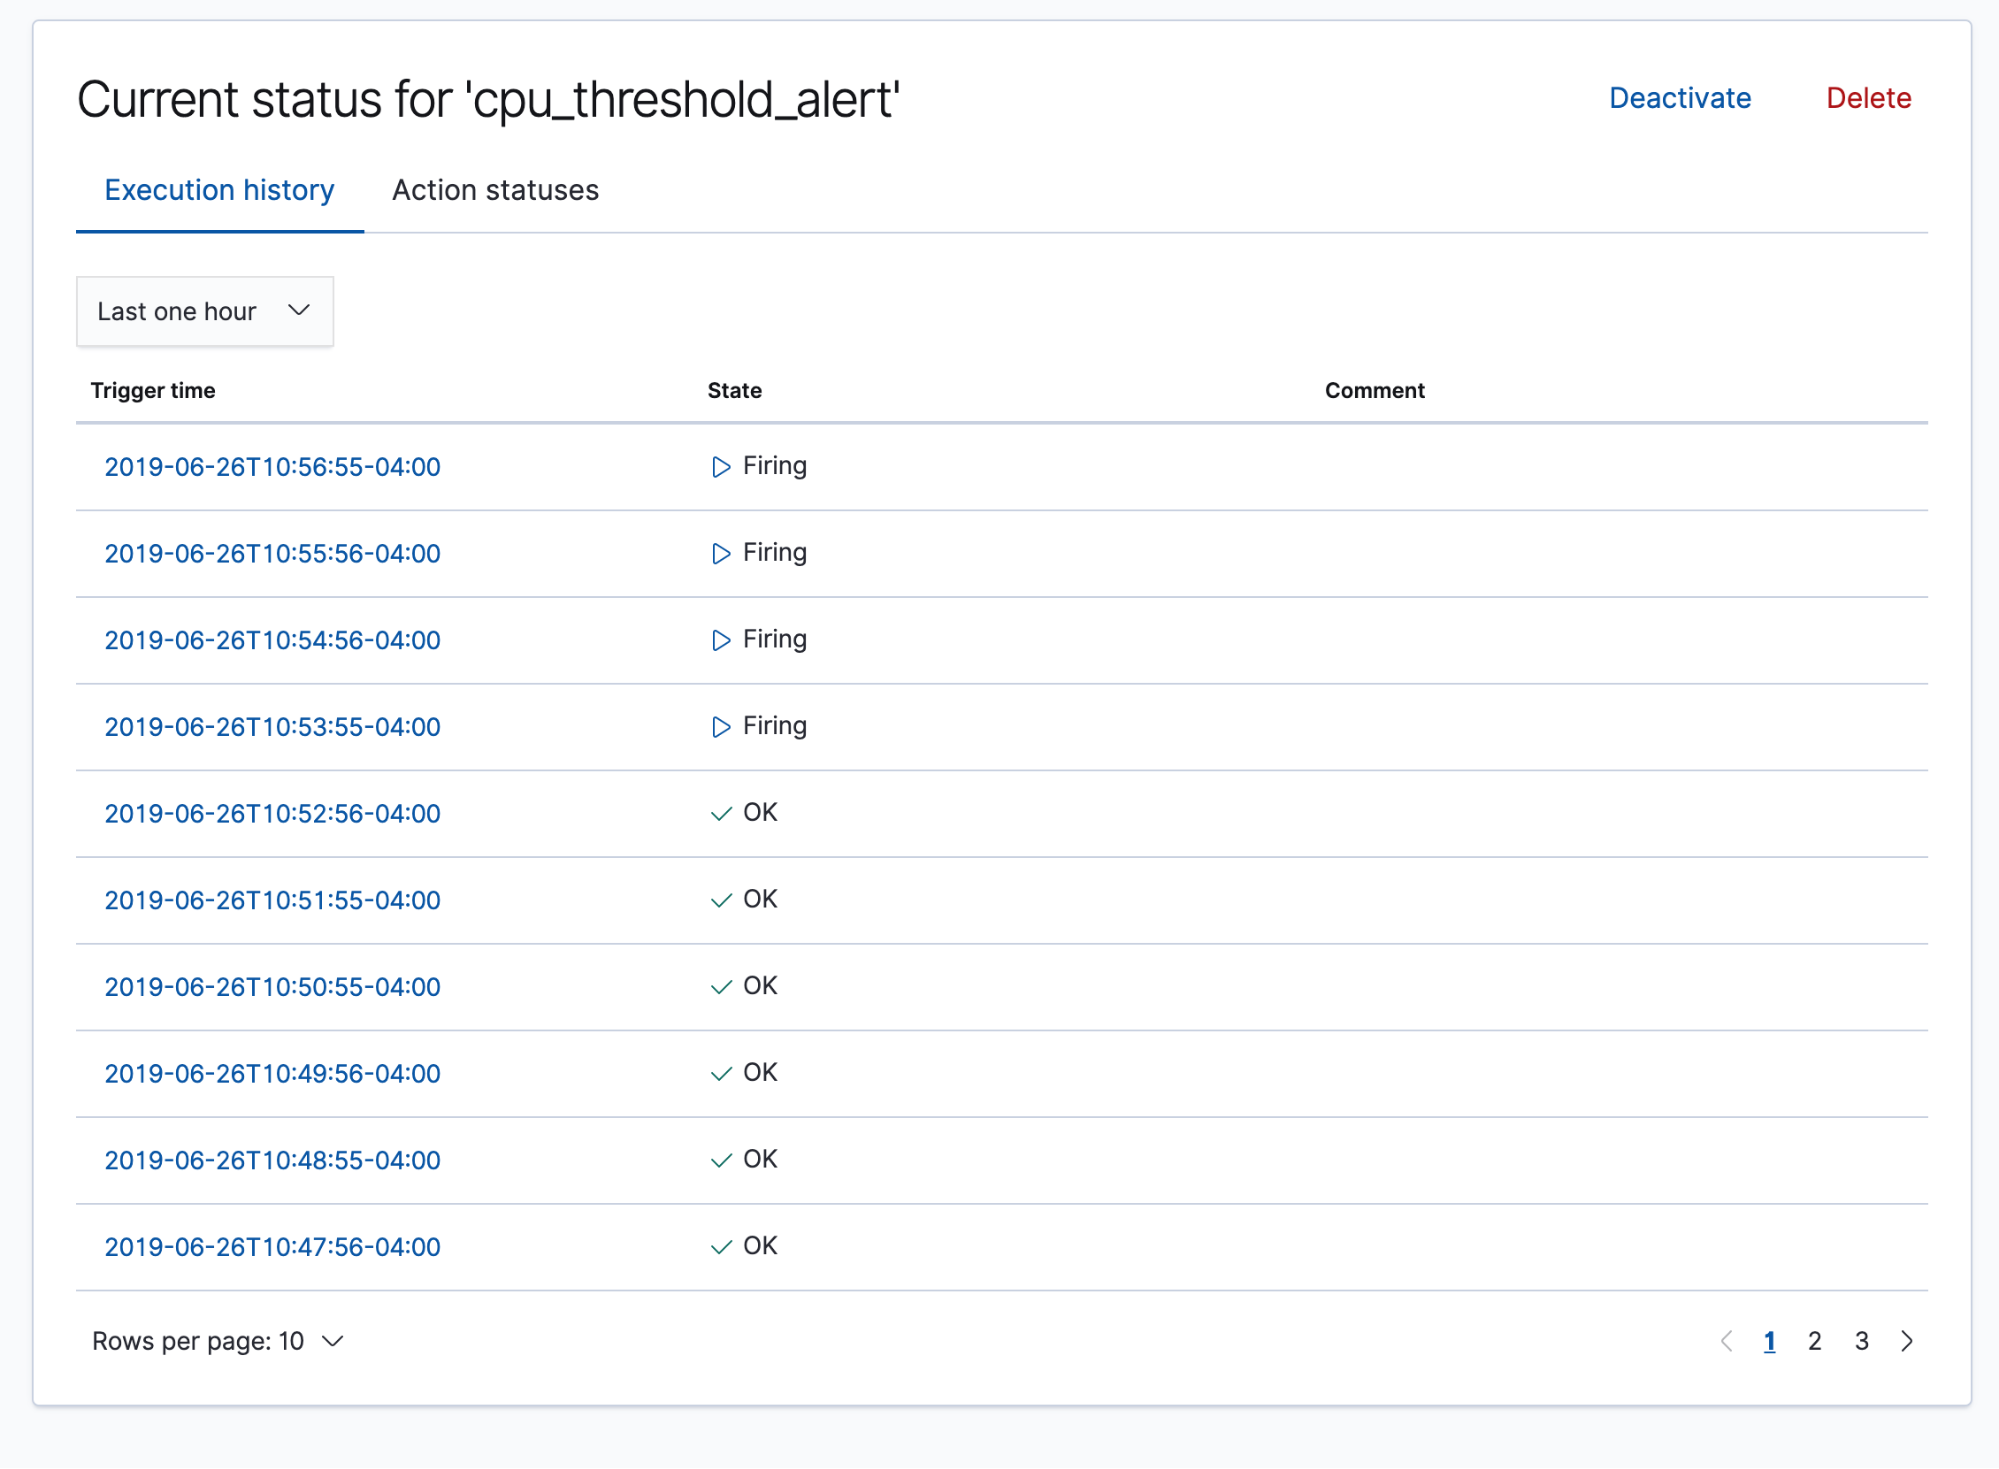 Current status for 'cpu_threshold_alert'
Deactivate
Delete
Execution history
Action statuses
Last one hour
Trigger time State Comment
2019-06-26T10:56:55-04:00 Firing
2019-06-26T10:55:56-04:00 Firing
2019-06-26T10:54:56-04:00 Firing
2019-06-26T10:53:55-04:00 Firing
2019-06-26T10:52:56-04:00 OK
2019-06-26T10:51:55-04:00 OK
2019-06-26T10:50:55-04:00 OK
2019-06-26T10:49:56-04:00 OK
2019-06-26T10:48:55-04:00 OK
2019-06-26T10:47:56-04:00 OK
Rows per page: 10
1 2 3